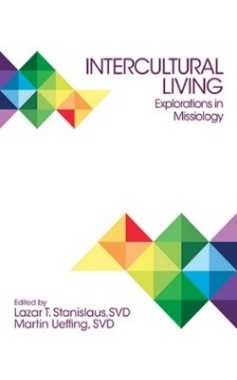 INTERCULTURAL
LIVING
Explorations in
Missiology
Edited by
Lazar T. Stanislaus, SVD
Martin Ueffing, SVD